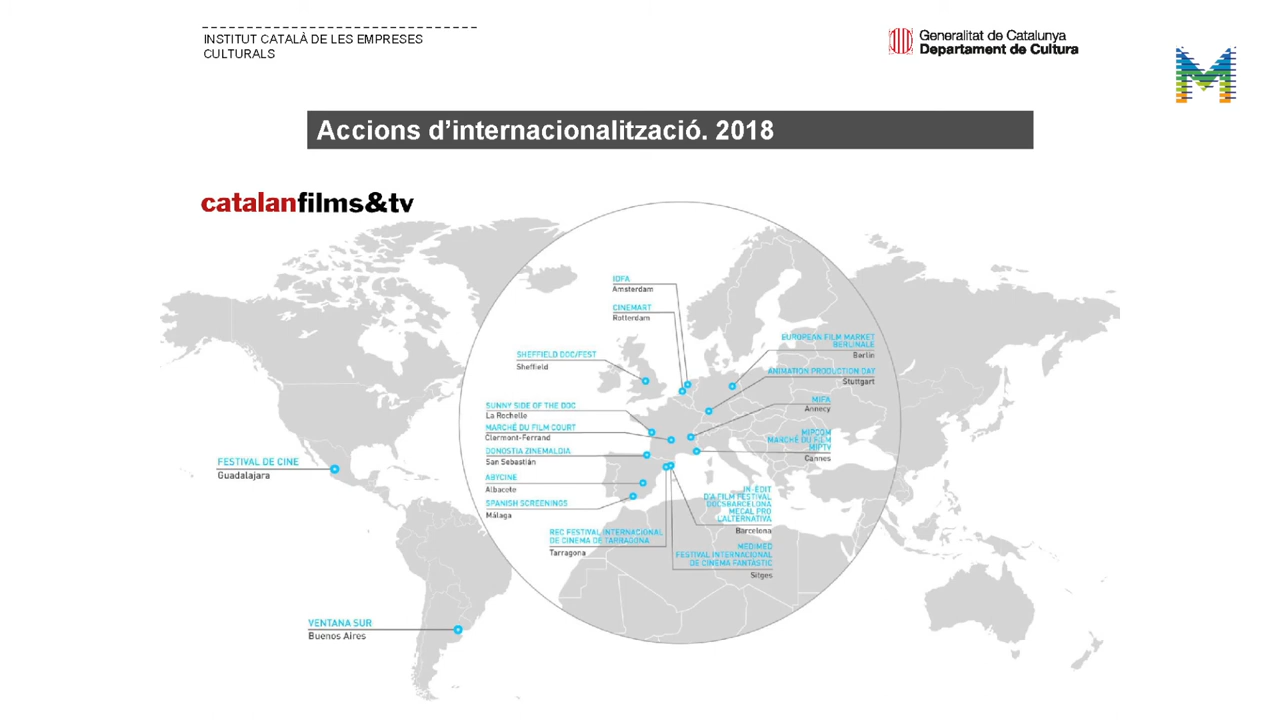 INSTITUT CATALÀ DE LES EMPRESES
CULTURALS
Generalitat de Catalunya
Departament de Cultura
M
Accions d’internacionalització. 2018
catalanfilms&tv
IDFA
Amsterdam
CINEMART
Rotterdam
SHEFFIELD DOC/FEST
Sheffield
EUROPEAN FILM MARKET
BERLINALE
Berlin
ANIMATION PRODUCTION DAY
Stuttgart
MIFA
Annecy
SUNNY SIDE OF THE DOC
La Rochelle
MARCHÉ DU FILM COURT
Clermont-Ferrand
MIPCOM
MARCHÉ DU FILM
MIPTV
Cannes
DONOSTIA ZINEMALDIA
San Sebastián
FESTIVAL DE CINE
Guadalajara
ABYCINE
Albacete
SPANISH SCREENINGS
Málaga
IN-EDIT
D'A FILM FESTIVAL
DOCSBARCELONA
MECAL PRO
L'ALTERNATIVA
Barcelona
REC FESTIVAL INTERNACIONAL
DE CINEMA DE TARRAGONA
Tarragona
MEDIMED
FESTIVAL INTERNACIONAL
DE CINEMA FANTASTIC
Sitges
VENTANA SUR
Buenos Aires